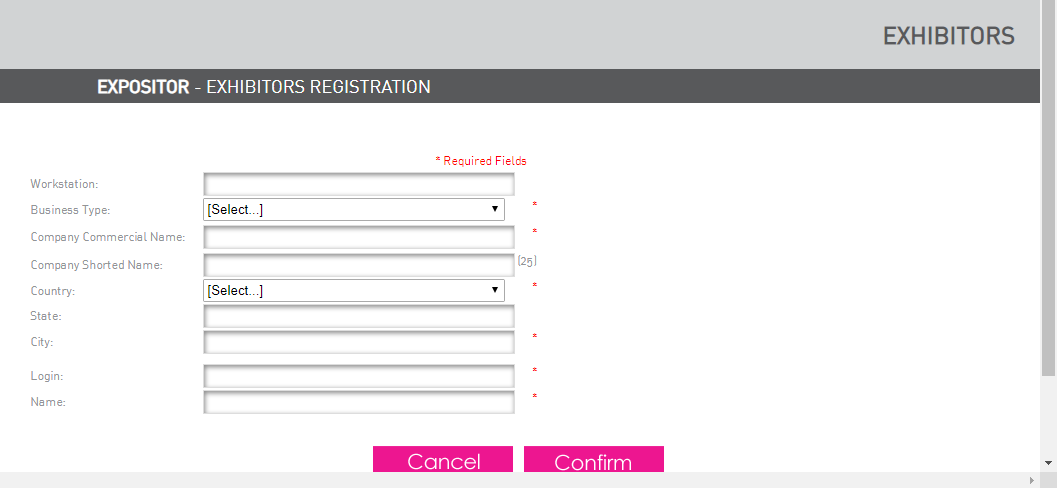 EXHIBITORS
EXPOSITOR - EXHIBITORS REGISTRATION
* Required Fields
Workstation:
Business Type: [Select...] *
Company Commercial Name: *
Company Shorted Name: (25)
Country: [Select...] *
State:
City: *
Login: *
Name: *
Cancel Confirm